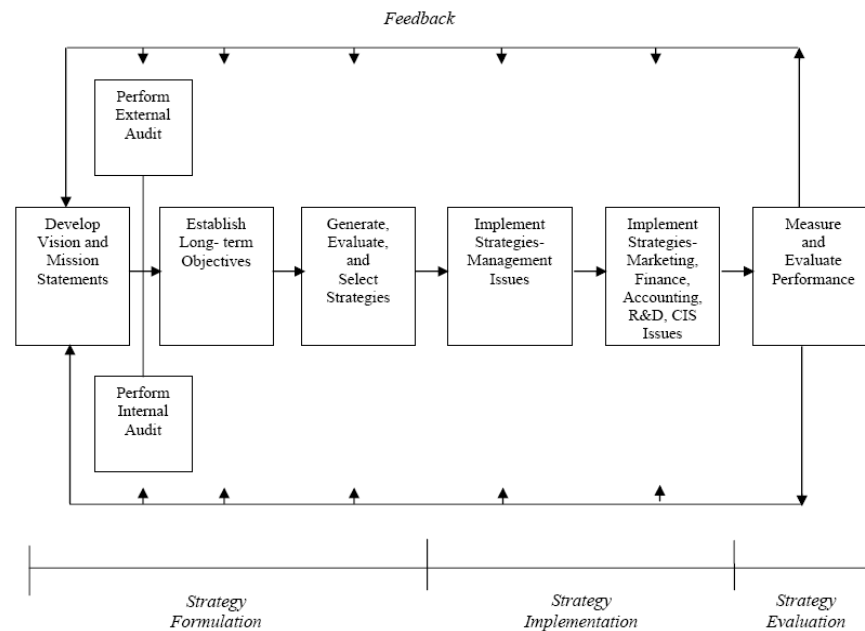 Feedback
Perform
External
Audit
Develop
Vision and
Mission
Statements
Establish
Long- term
Objectives
Generate,
Evaluate,
and
Select
Strategies
Implement
Strategies-
Management
Issues
Implement
Strategies-
Marketing,
Finance,
Accounting,
R&D, CIS
Issues
Measure
and
Evaluate
Performance
Perform
Internal
Audit
Strategy
Formulation
Strategy
Implementation
Strategy
Evaluation